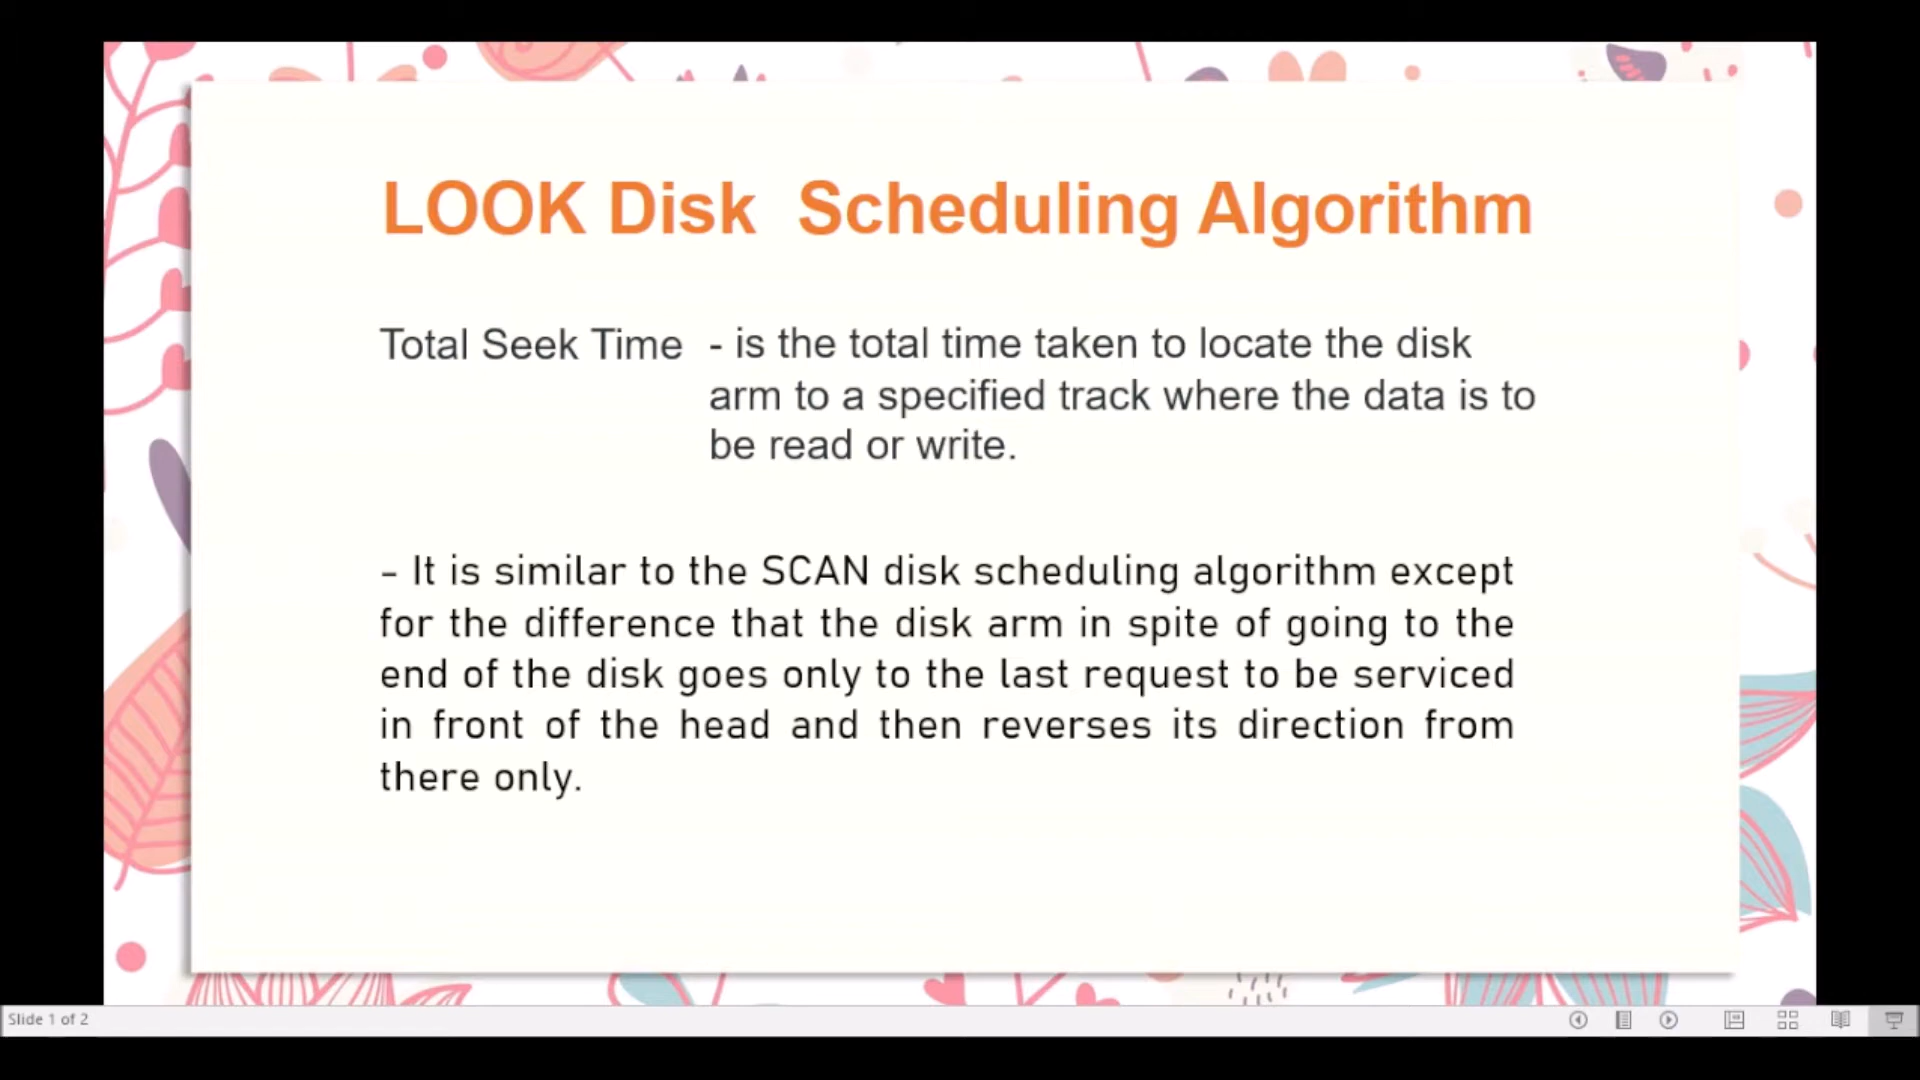 LOOK Disk Scheduling Algorithm
Total Seek Time - is the total time taken to locate the disk
arm to a specified track where the data is to
be read or write.
- It is similar to the SCAN disk scheduling algorithm except
for the difference that the disk arm in spite of going to the
end of the disk goes only to the last request to be serviced
in front of the head and then reverses its direction from
there only.
Slide 1 of 2